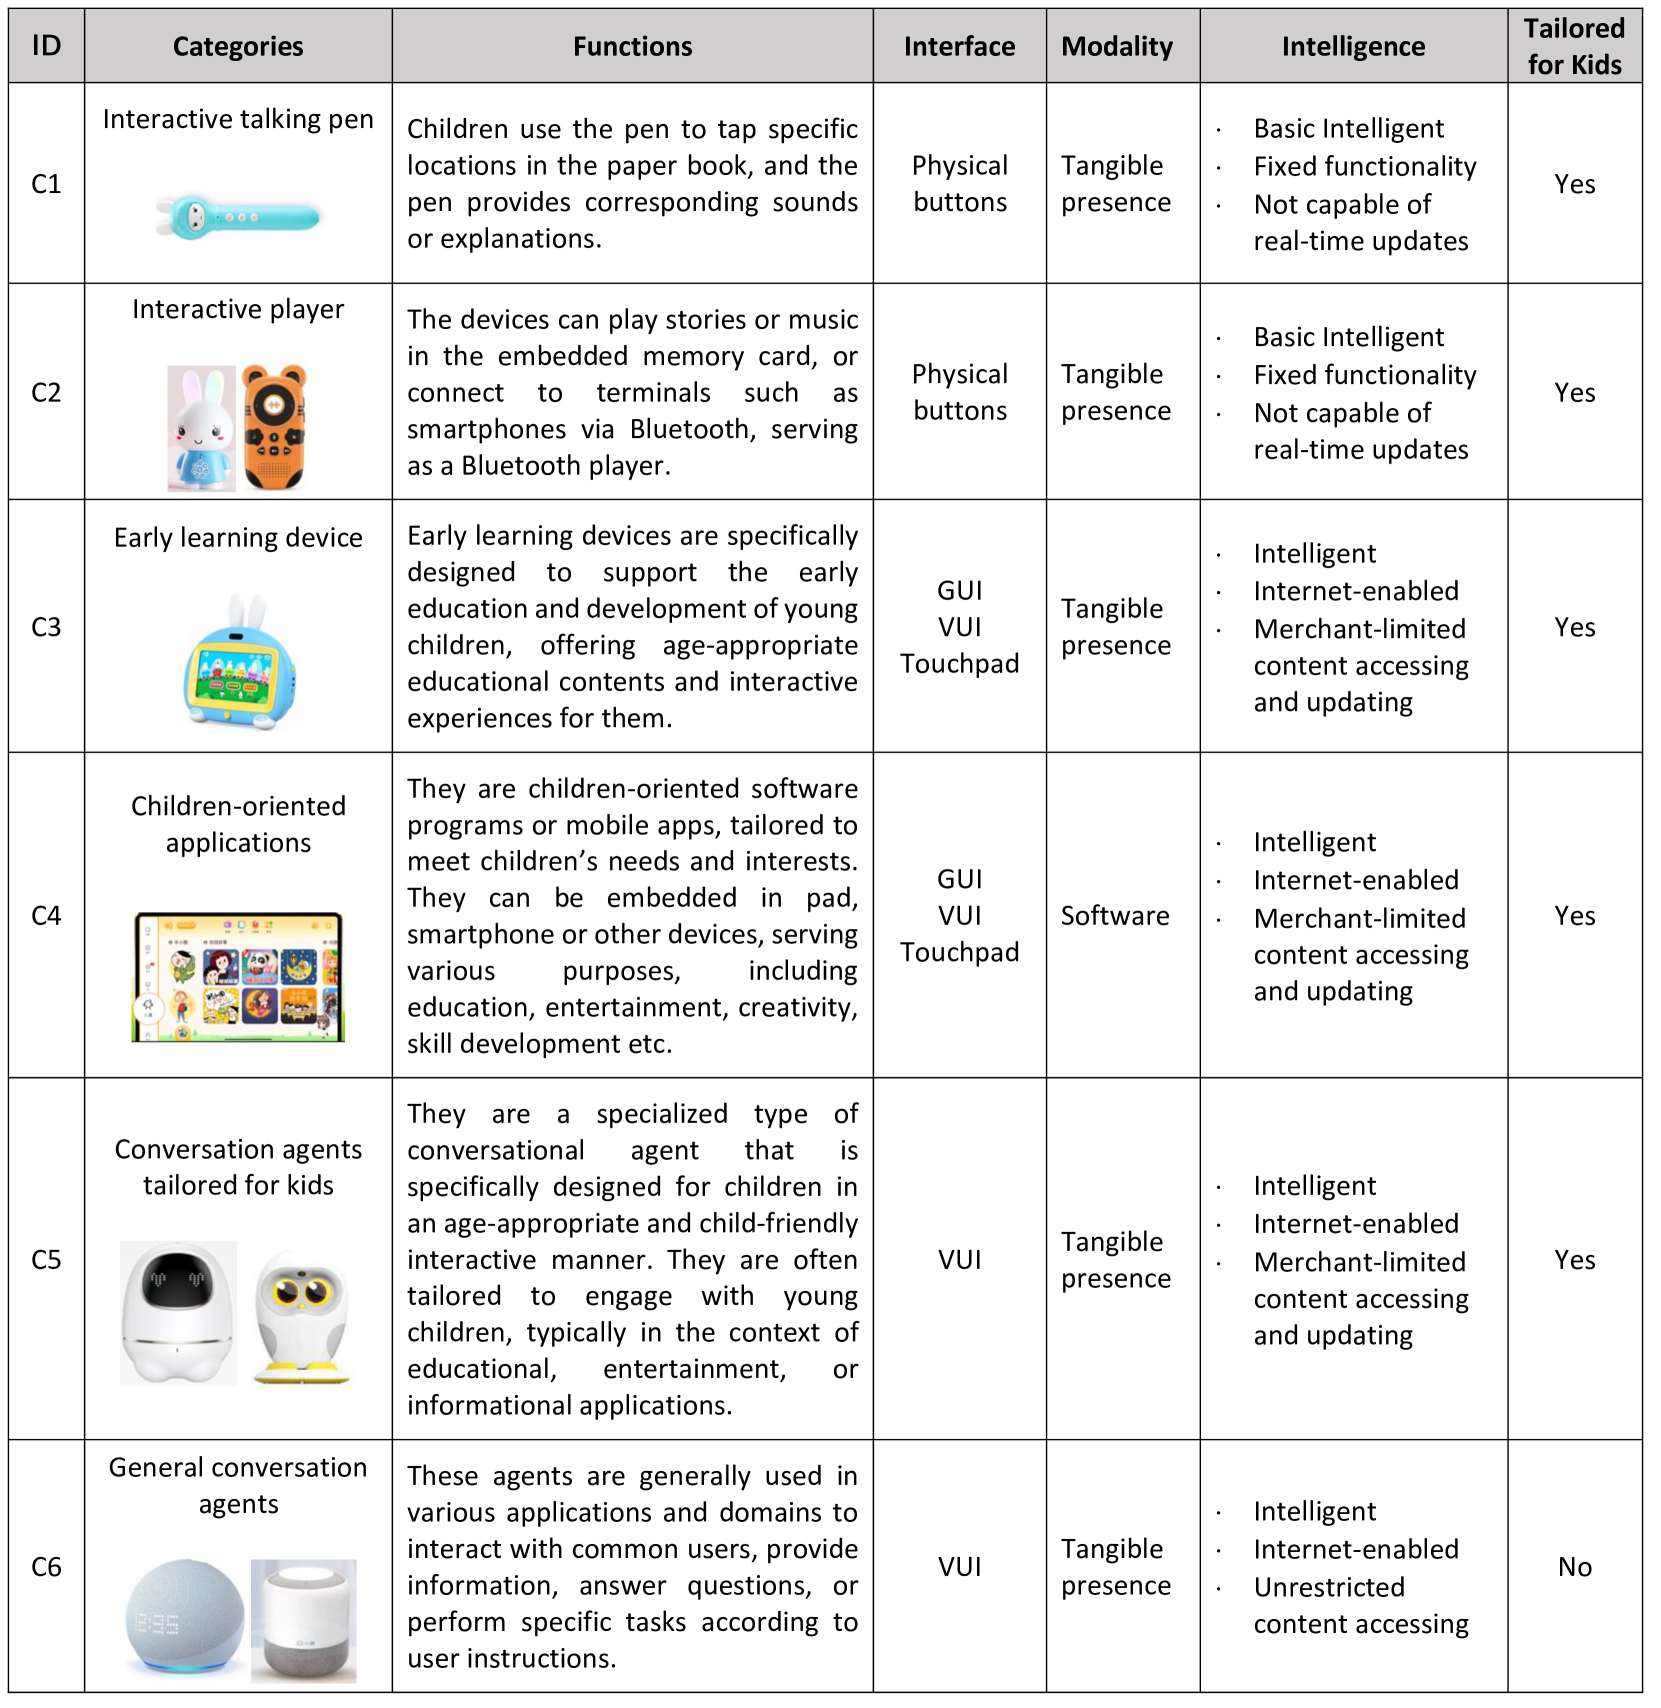 ID
Categories
Functions
Interface
Modality
Intelligence
Tailored
for Kids
C1
Interactive talking pen
Children use the pen to tap specific
locations in the paper book, and the
pen provides corresponding sounds
or explanations.
Physical
buttons
Tangible
presence
· Basic Intelligent
· Fixed functionality
· Not capable of
real-time updates
Yes
C2
Interactive player
The devices can play stories or music
in the embedded memory card, or
connect to terminals such as
smartphones via Bluetooth, serving
as a Bluetooth player.
Physical
buttons
Tangible
presence
· Basic Intelligent
· Fixed functionality
· Not capable of
real-time updates
Yes
C3
Early learning device
Early learning devices are specifically
designed to support the early
education and development of young
children, offering age-appropriate
educational contents and interactive
experiences for them.
GUI
VUI
Touchpad
Tangible
presence
· Intelligent
· Internet-enabled
· Merchant-limited
content accessing
and updating
Yes
C4
Children-oriented
applications
They are children-oriented software
programs or mobile apps, tailored to
meet children's needs and interests.
They can be embedded in pad,
smartphone or other devices, serving
various purposes, including
education, entertainment, creativity,
skill development etc.
GUI
VUI
Touchpad
Software
· Intelligent
· Internet-enabled
· Merchant-limited
content accessing
and updating
Yes
C5
Conversation agents
tailored for kids
They are a specialized type of
conversational agent that is
specifically designed for children in
an age-appropriate and child-friendly
interactive manner. They are often
tailored to engage with young
children, typically in the context of
educational, entertainment, or
informational applications.
VUI
Tangible
presence
· Intelligent
· Internet-enabled
· Merchant-limited
content accessing
and updating
Yes
C6
General conversation
agents
These agents are generally used in
various applications and domains to
interact with common users, provide
information, answer questions, or
perform specific tasks according to
user instructions.
VUI
Tangible
presence
· Intelligent
· Internet-enabled
· Unrestricted
content accessing
No